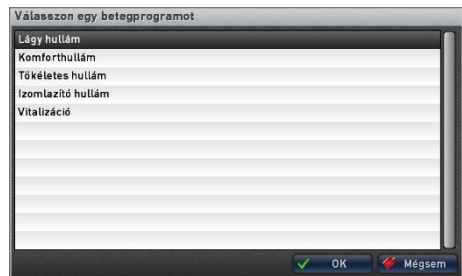 Válasszon egy betegprogramot
Lágy hullám
Komforthullám
Tökéletes hullám
Izomlazító hullám
Vitalizáció
OK
Mégsem